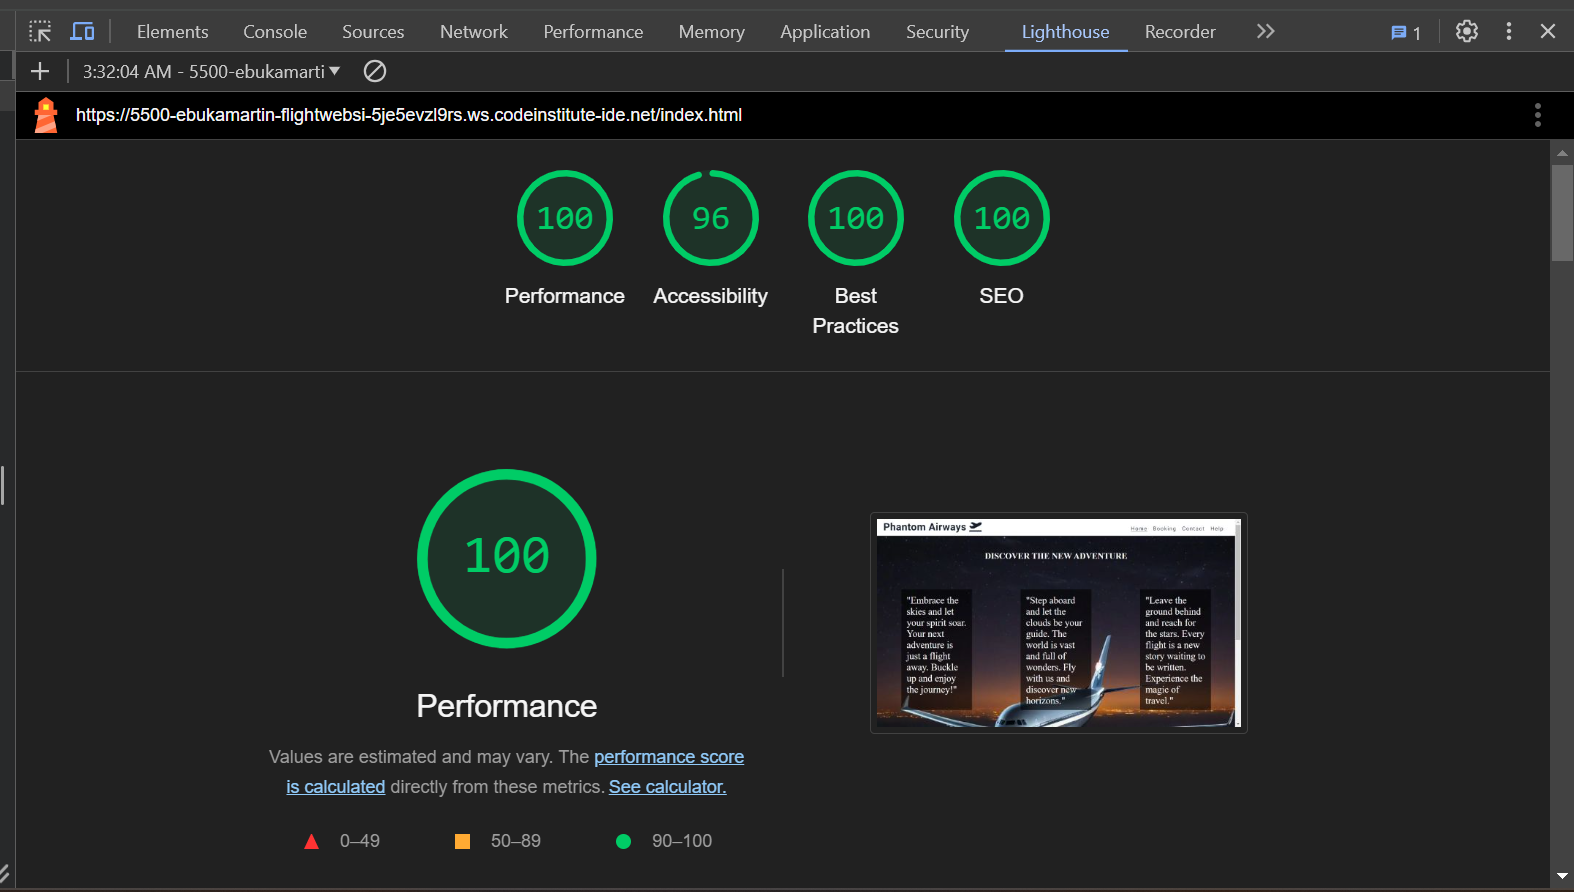 Elements Console Sources Network Performance Memory Application Security Lighthouse Recorder 1
3:32:04 AM - 5500-ebukamarti
https://5500-ebukamartin-flightwebsi-5je5evzl9rs.ws.codeinstitute-ide.net/index.html
100 96 100 100
Performance Accessibility Best
Practices SEO
100
Performance
Values are estimated and may vary. The performance score
is calculated directly from these metrics. See calculator.
0–49 50–89 90–100
Phantom Airways Home Booking Contact Help
DISCOVER THE NEW ADVENTURE
"Embrace the
skies and let
your spirit soar.
Your next
adventure is
just a flight
away. Buckle
up and enjoy
the journey!"
"Step aboard
and let the
clouds be your
guide. The
world is vast
and full of
wonders. Fly
with us and
discover new
horizons."
"Leave the
ground behind
and reach for
the stars. Every
flight is a new
story waiting to
be written.
Experience the
magic of
travel."